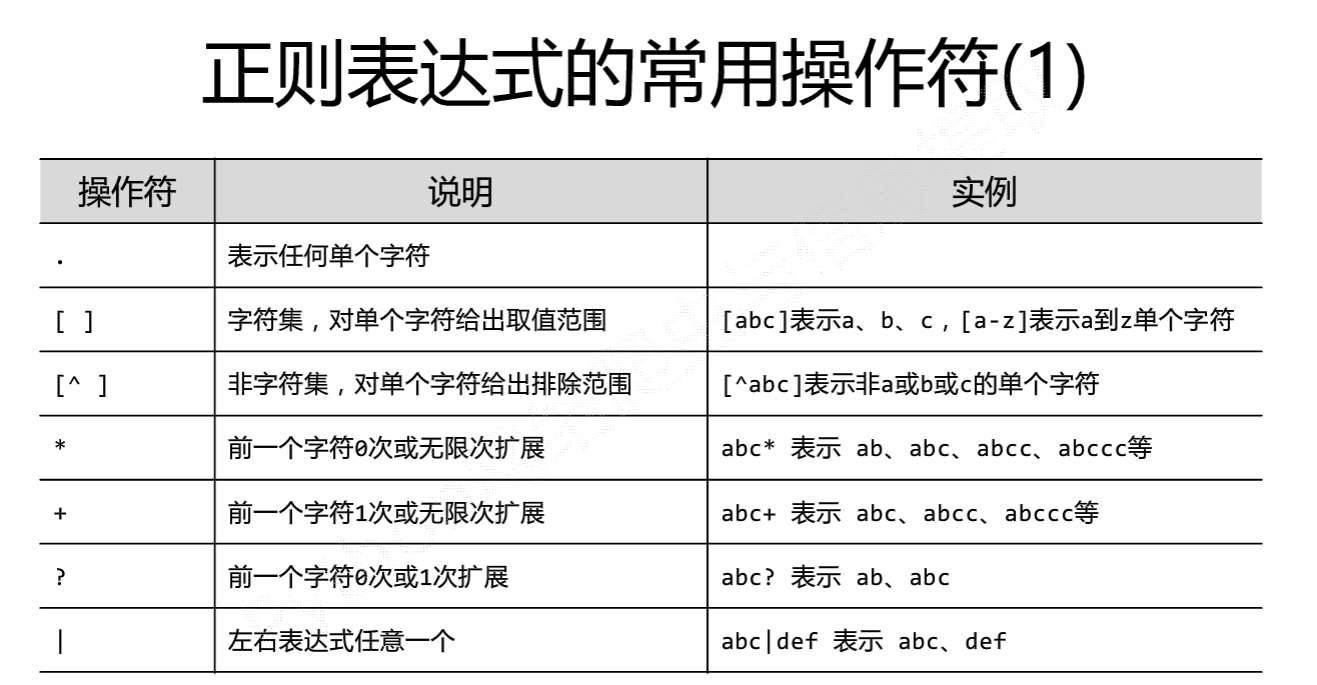 正则表达式的常用操作符(1)
操作符 说明 实例
. 表示任何单个字符
[ ] 字符集，对单个字符给出取值范围 [abc]表示a、b、c，[a-z]表示a到z单个字符
[^ ] 非字符集，对单个字符给出排除范围 [^abc]表示非a或b或c的单个字符
* 前一个字符0次或无限次扩展 abc* 表示 ab、abc、abcc、abccc等
+ 前一个字符1次或无限次扩展 abc+ 表示 abc、abcc、abccc等
? 前一个字符0次或1次扩展 abc? 表示 ab、abc
| 左右表达式任意一个 abc|def 表示 abc、def